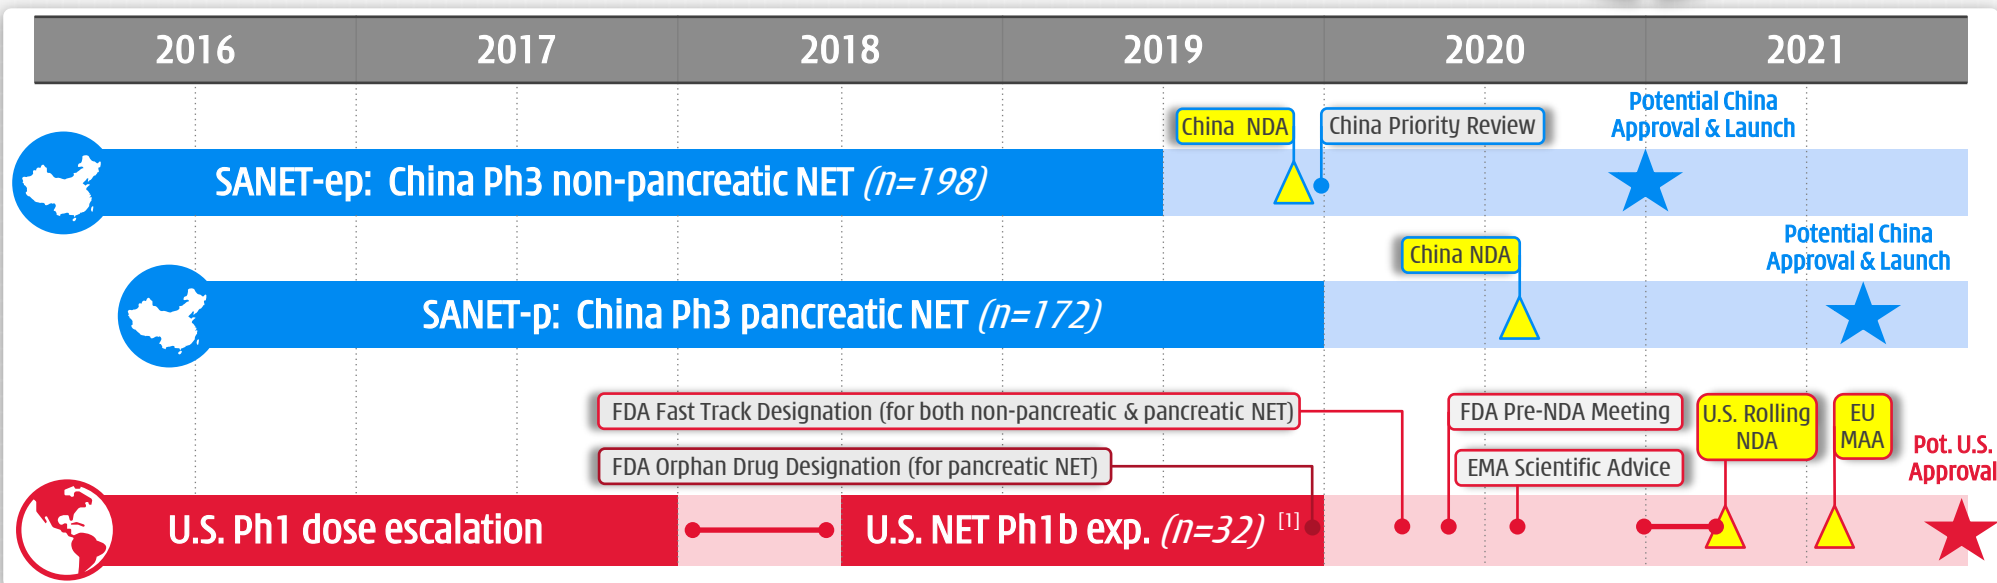 2016 2017 2018 2019 2020 2021
Potential China
Approval & Launch
China NDA
China Priority Review
SANET-ep: China Ph3 non-pancreatic NET (n=198)
Potential China
Approval & Launch
China NDA
SANET-p: China Ph3 pancreatic NET (n=172)
FDA Fast Track Designation (for both non-pancreatic & pancreatic NET)
FDA Pre-NDA Meeting
U.S. Rolling
NDA
EU
MAA
FDA Orphan Drug Designation (for pancreatic NET)
EMA Scientific Advice
Pot. U.S.
Approval
U.S. Ph1 dose escalation
U.S. NET Ph1b exp. (n=32) [1]